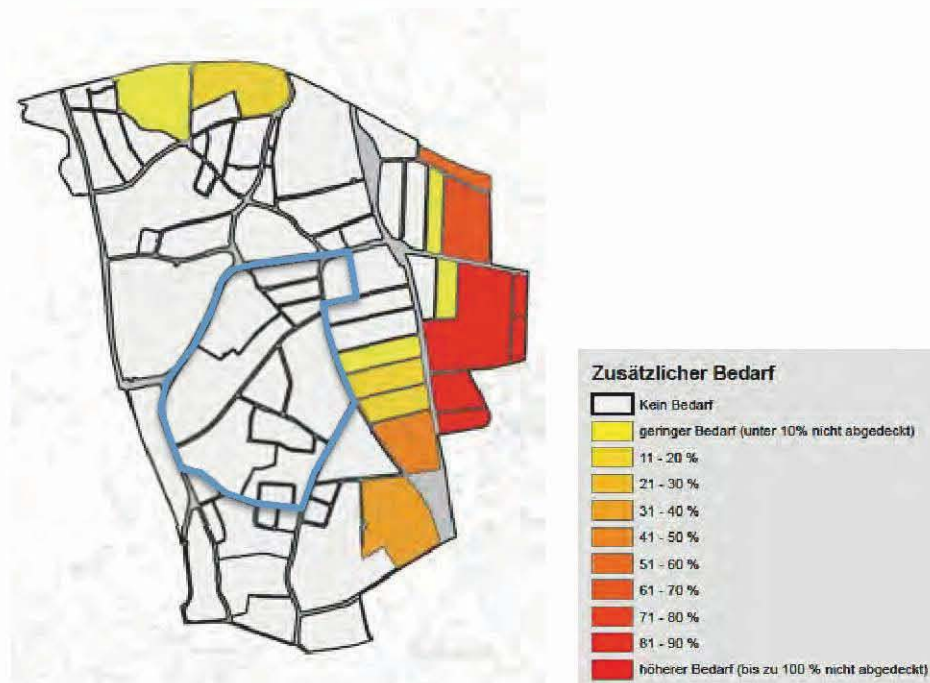 Zusätzlicher Bedarf
Kein Bedarf
geringer Bedarf (unter 10% nicht abgedeckt)
11 - 20 %
21 - 30 %
31 - 40 %
41 - 50 %
51 - 60 %
61 - 70 %
71 - 80 %
81 - 90 %
höherer Bedarf (bis zu 100 % nicht abgedeckt)